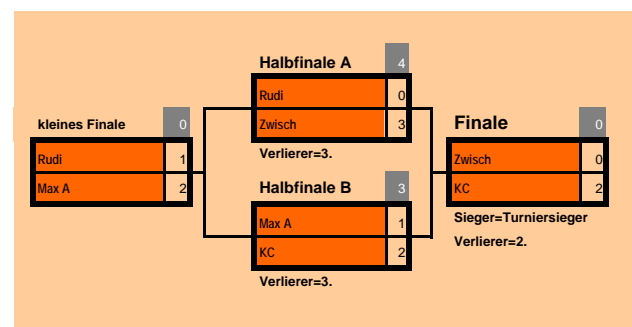 kleines Finale 0
Rudi 1
Max A 2
Halbfinale A 4
Rudi 0
Zwisch 3
Verlierer=3.
Halbfinale B 3
Max A 1
KC 2
Verlierer=3.
Finale 0
Zwisch 0
KC 2
Sieger=Turniersieger
Verlierer=2.